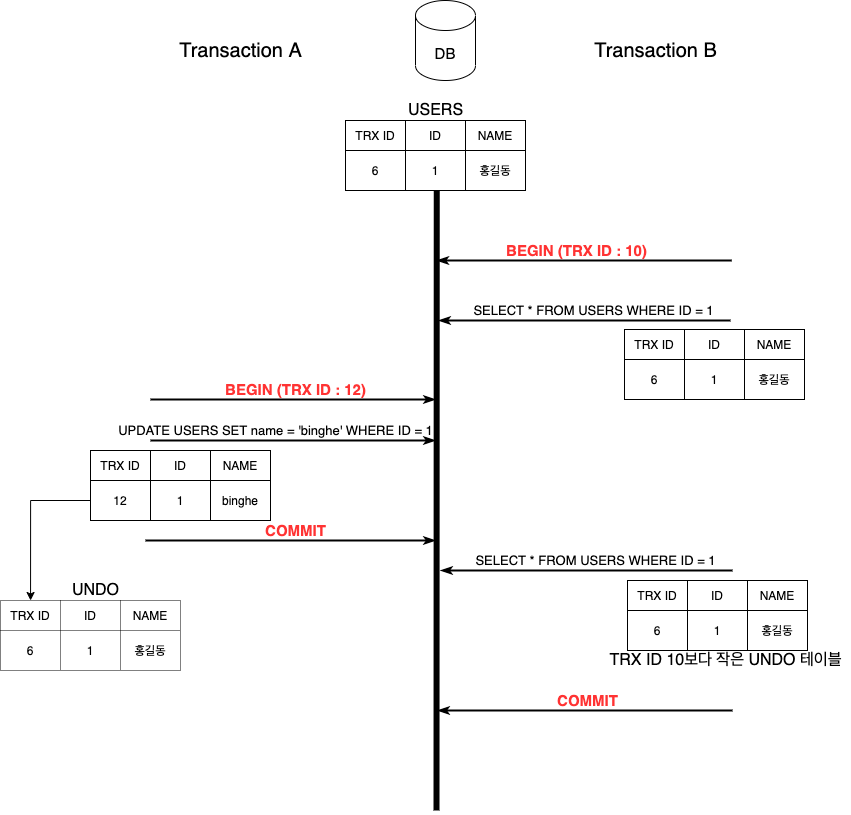 Transaction A
DB
Transaction B
USERS
TRX ID ID NAME
6 1 홍길동
BEGIN (TRX ID : 10)
SELECT * FROM USERS WHERE ID = 1
TRX ID ID NAME
6 1 홍길동
BEGIN (TRX ID : 12)
UPDATE USERS SET name = 'binghe' WHERE ID = 1
TRX ID ID NAME
12 1 binghe
COMMIT
SELECT * FROM USERS WHERE ID = 1
TRX ID ID NAME
6 1 홍길동
TRX ID 10보다 작은 UNDO 테이블
UNDO
TRX ID ID NAME
6 1 홍길동
COMMIT